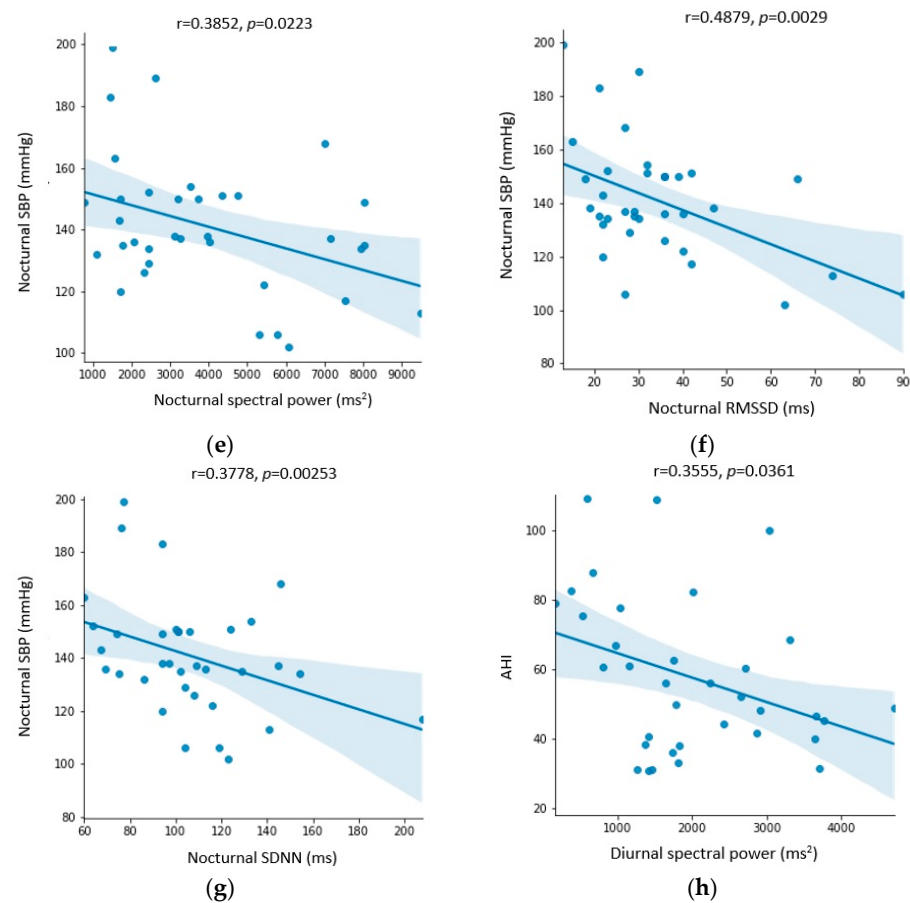 r=0.3852, p=0.0223
Nocturnal SBP (mmHg)
200
180
160
140
120
100
1000 2000 3000 4000 5000 6000 7000 8000 9000
Nocturnal spectral power (ms²)
(e)
r=0.4879, p=0.0029
Nocturnal SBP (mmHg)
200
180
160
140
120
100
80
20 30 40 50 60 70 80 90
Nocturnal RMSSD (ms)
(f)
r=0.3778, p=0.00253
Nocturnal SBP (mmHg)
200
180
160
140
120
100
80
60 80 100 120 140 160 180 200
Nocturnal SDNN (ms)
(g)
r=0.3555, p=0.0361
AHI
100
80
60
40
20
1000 2000 3000 4000
Diurnal spectral power (ms²)
(h)